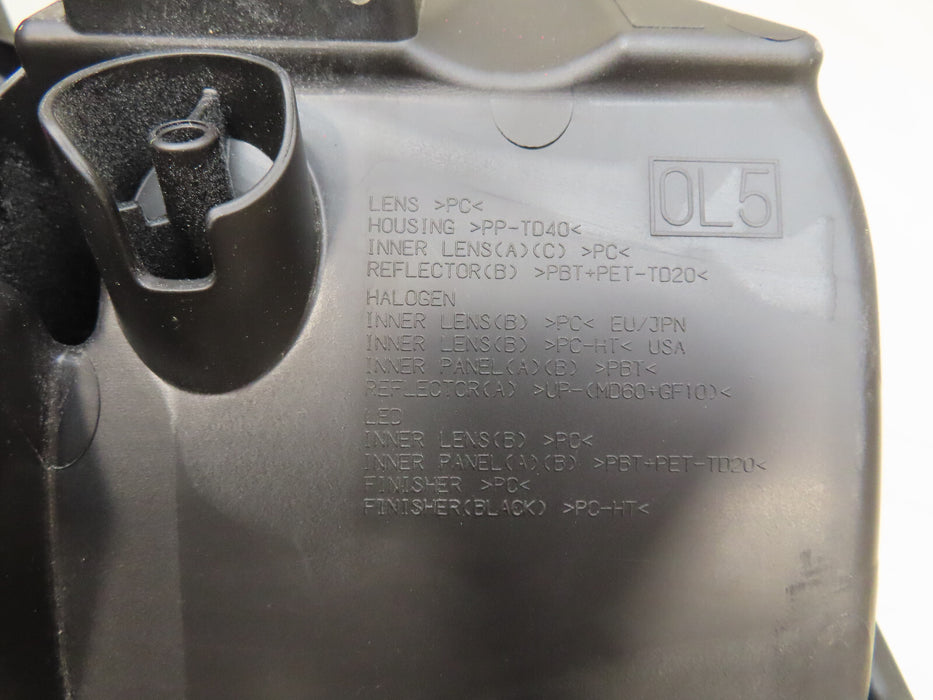 OL5
LENS >PC<
HOUSING >PP-TD40<
INNER LENS(A)(C) >PC<
REFLECTOR(B) >PBT+PET-TD20<
HALOGEN
INNER LENS(B) >PC< EU/JPN
INNER LENS(B) >PC-HT< USA
INNER PANEL(A)(B) >PBT<
REFLECTOR(A) >UP-(MD60+GF10)<
LED
INNER LENS(B) >PC<
INNER PANEL(A)(B) >PBT+PET-TD20<
FINISHER >PC<
FINISHER(BLACK) >PC-HT<